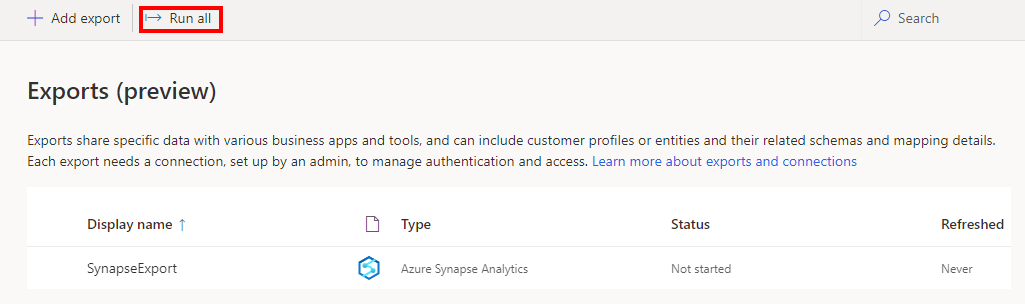 Add export
Run all
Search
Exports (preview)
Exports share specific data with various business apps and tools, and can include customer profiles or entities and their related schemas and mapping details.
Each export needs a connection, set up by an admin, to manage authentication and access. Learn more about exports and connections
Display name ↑ Type Status Refreshed
SynapseExport Azure Synapse Analytics Not started Never